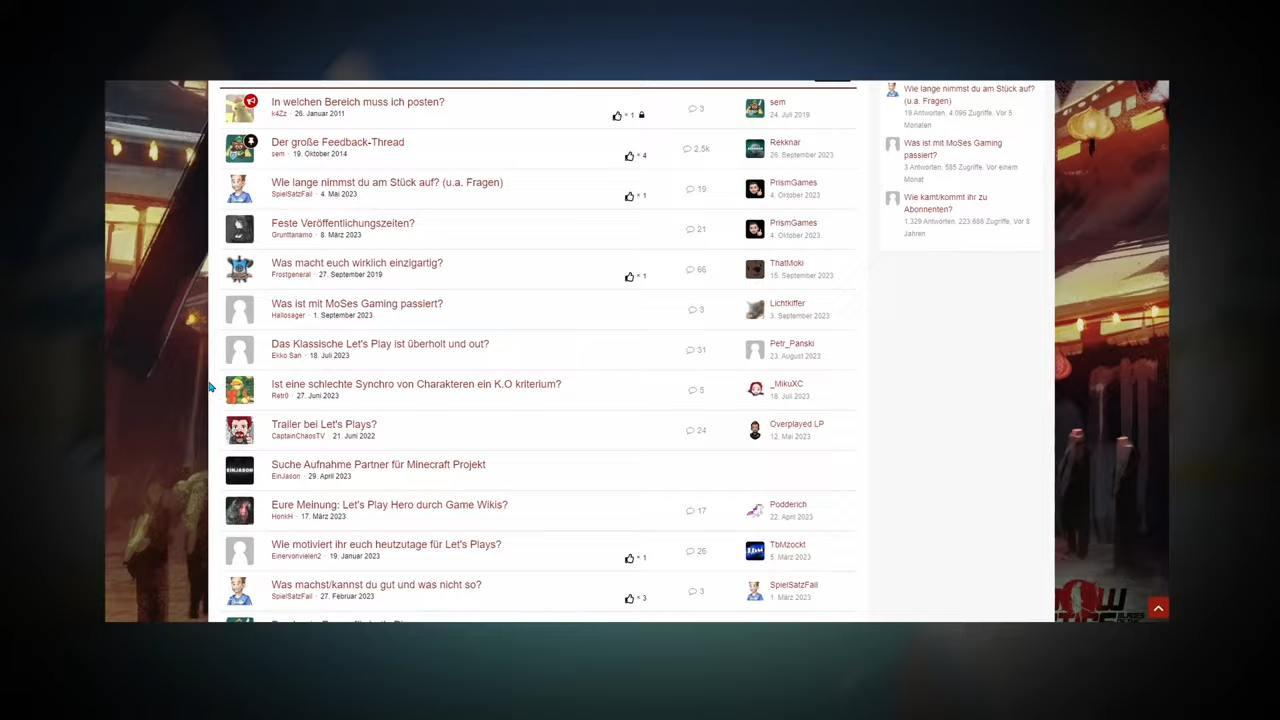 In welchen Bereich muss ich posten?
k4Zz · 26. Januar 2011
× 1
3
sem
24. Juli 2019
Der große Feedback-Thread
sem · 19. Oktober 2014
× 4
2,5k
Rekknar
26. September 2023
Wie lange nimmst du am Stück auf? (u.a. Fragen)
SpielSatzFail · 4. Mai 2023
× 1
19
PrismGames
4. Oktober 2023
Feste Veröffentlichungszeiten?
Grunttanamo · 8. März 2023
21
PrismGames
4. Oktober 2023
Was macht euch wirklich einzigartig?
Frostgeneral · 27. September 2019
× 1
66
ThatMoki
15. September 2023
Was ist mit MoSes Gaming passiert?
Hallosager · 1. September 2023
3
Lichtkiffer
3. September 2023
Das Klassische Let's Play ist überholt und out?
Ekko San · 18. Juli 2023
31
Petr_Panski
23. August 2023
Ist eine schlechte Synchro von Charakteren ein K.O kriterium?
Retr0 · 27. Juni 2023
5
_MikuXC
18. Juli 2023
Trailer bei Let's Plays?
CaptainChaosTV · 21. Juni 2022
24
Overplayed LP
12. Mai 2023
Suche Aufnahme Partner für Minecraft Projekt
EinJason · 29. April 2023
EINJASON
Eure Meinung: Let's Play Hero durch Game Wikis?
HonkH · 17. März 2023
17
Podderich
22. April 2023
Wie motiviert ihr euch heutzutage für Let's Plays?
Einervonvielen2 · 19. Januar 2023
× 1
26
TbMzockt
5. März 2023
Was machst/kannst du gut und was nicht so?
SpielSatzFail · 27. Februar 2023
× 3
3
SpielSatzFail
1. März 2023
Wie lange nimmst du am Stück auf?
(u.a. Fragen)
19 Antworten, 4.096 Zugriffe, Vor 5
Monaten
Was ist mit MoSes Gaming
passiert?
3 Antworten, 585 Zugriffe, Vor einem
Monat
Wie kamt/kommt ihr zu
Abonnenten?
1.329 Antworten, 223.688 Zugriffe, Vor 8
Jahren